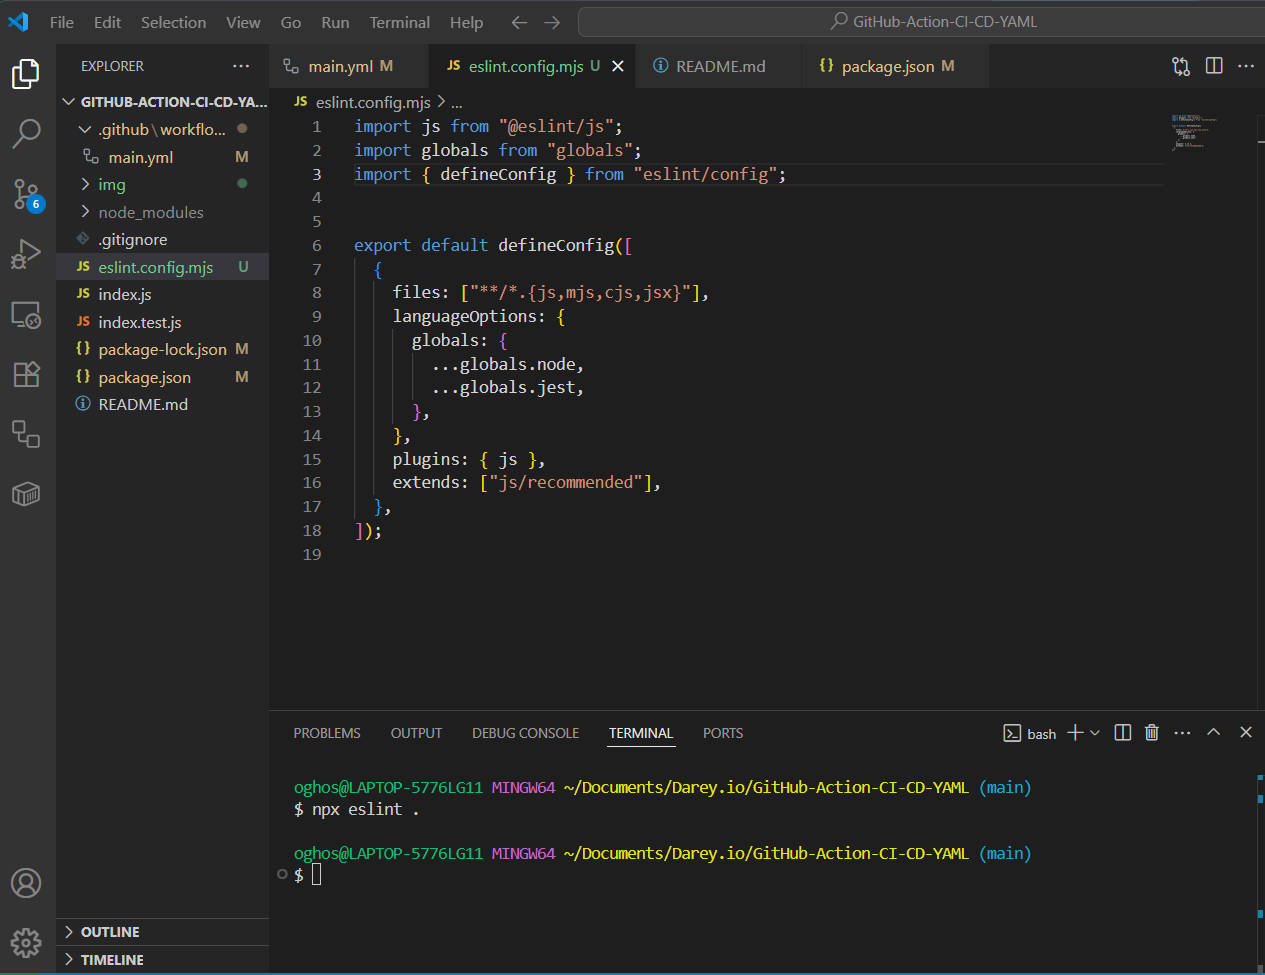 File Edit Selection View Go Run Terminal Help GitHub-Action-CI-CD-YAML
EXPLORER
main.yml M
JS eslint.config.mjs U
README.md
{} package.json M
GITHUB-ACTION-CI-CD-YA...
JS eslint.config.mjs > ...
.github\workflo...
main.yml M
img
node_modules
.gitignore
JS eslint.config.mjs U
JS index.js
JS index.test.js
{} package-lock.json M
{} package.json M
README.md
6
1 import js from "@eslint/js";
2 import globals from "globals";
3 import { defineConfig } from "eslint/config";
4
5
6 export default defineConfig([
7 {
8 files: ["**/*.{js,mjs,cjs,jsx}"],
9 languageOptions: {
10 globals: {
11 ...globals.node,
12 ...globals.jest,
13 },
14 },
15 plugins: { js },
16 extends: ["js/recommended"],
17 },
18 ]);
19
PROBLEMS OUTPUT DEBUG CONSOLE TERMINAL PORTS bash
oghos@LAPTOP-5776LG11 MINGW64 ~/Documents/Darey.io/GitHub-Action-CI-CD-YAML (main)
$ npx eslint .
oghos@LAPTOP-5776LG11 MINGW64 ~/Documents/Darey.io/GitHub-Action-CI-CD-YAML (main)
$
OUTLINE
TIMELINE